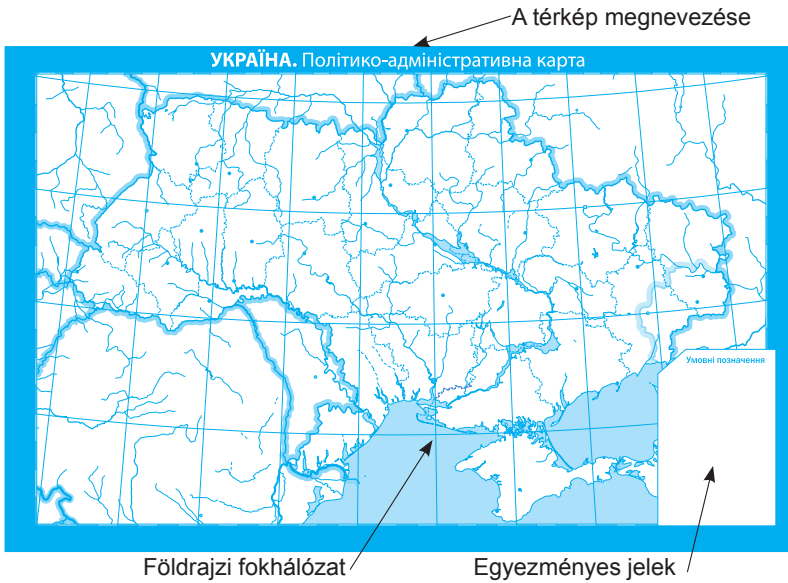 A térkép megnevezése
УКРАЇНА. Політико-адміністративна карта
Умовні позначення
Földrajzi fokhálózat
Egyezményes jelek